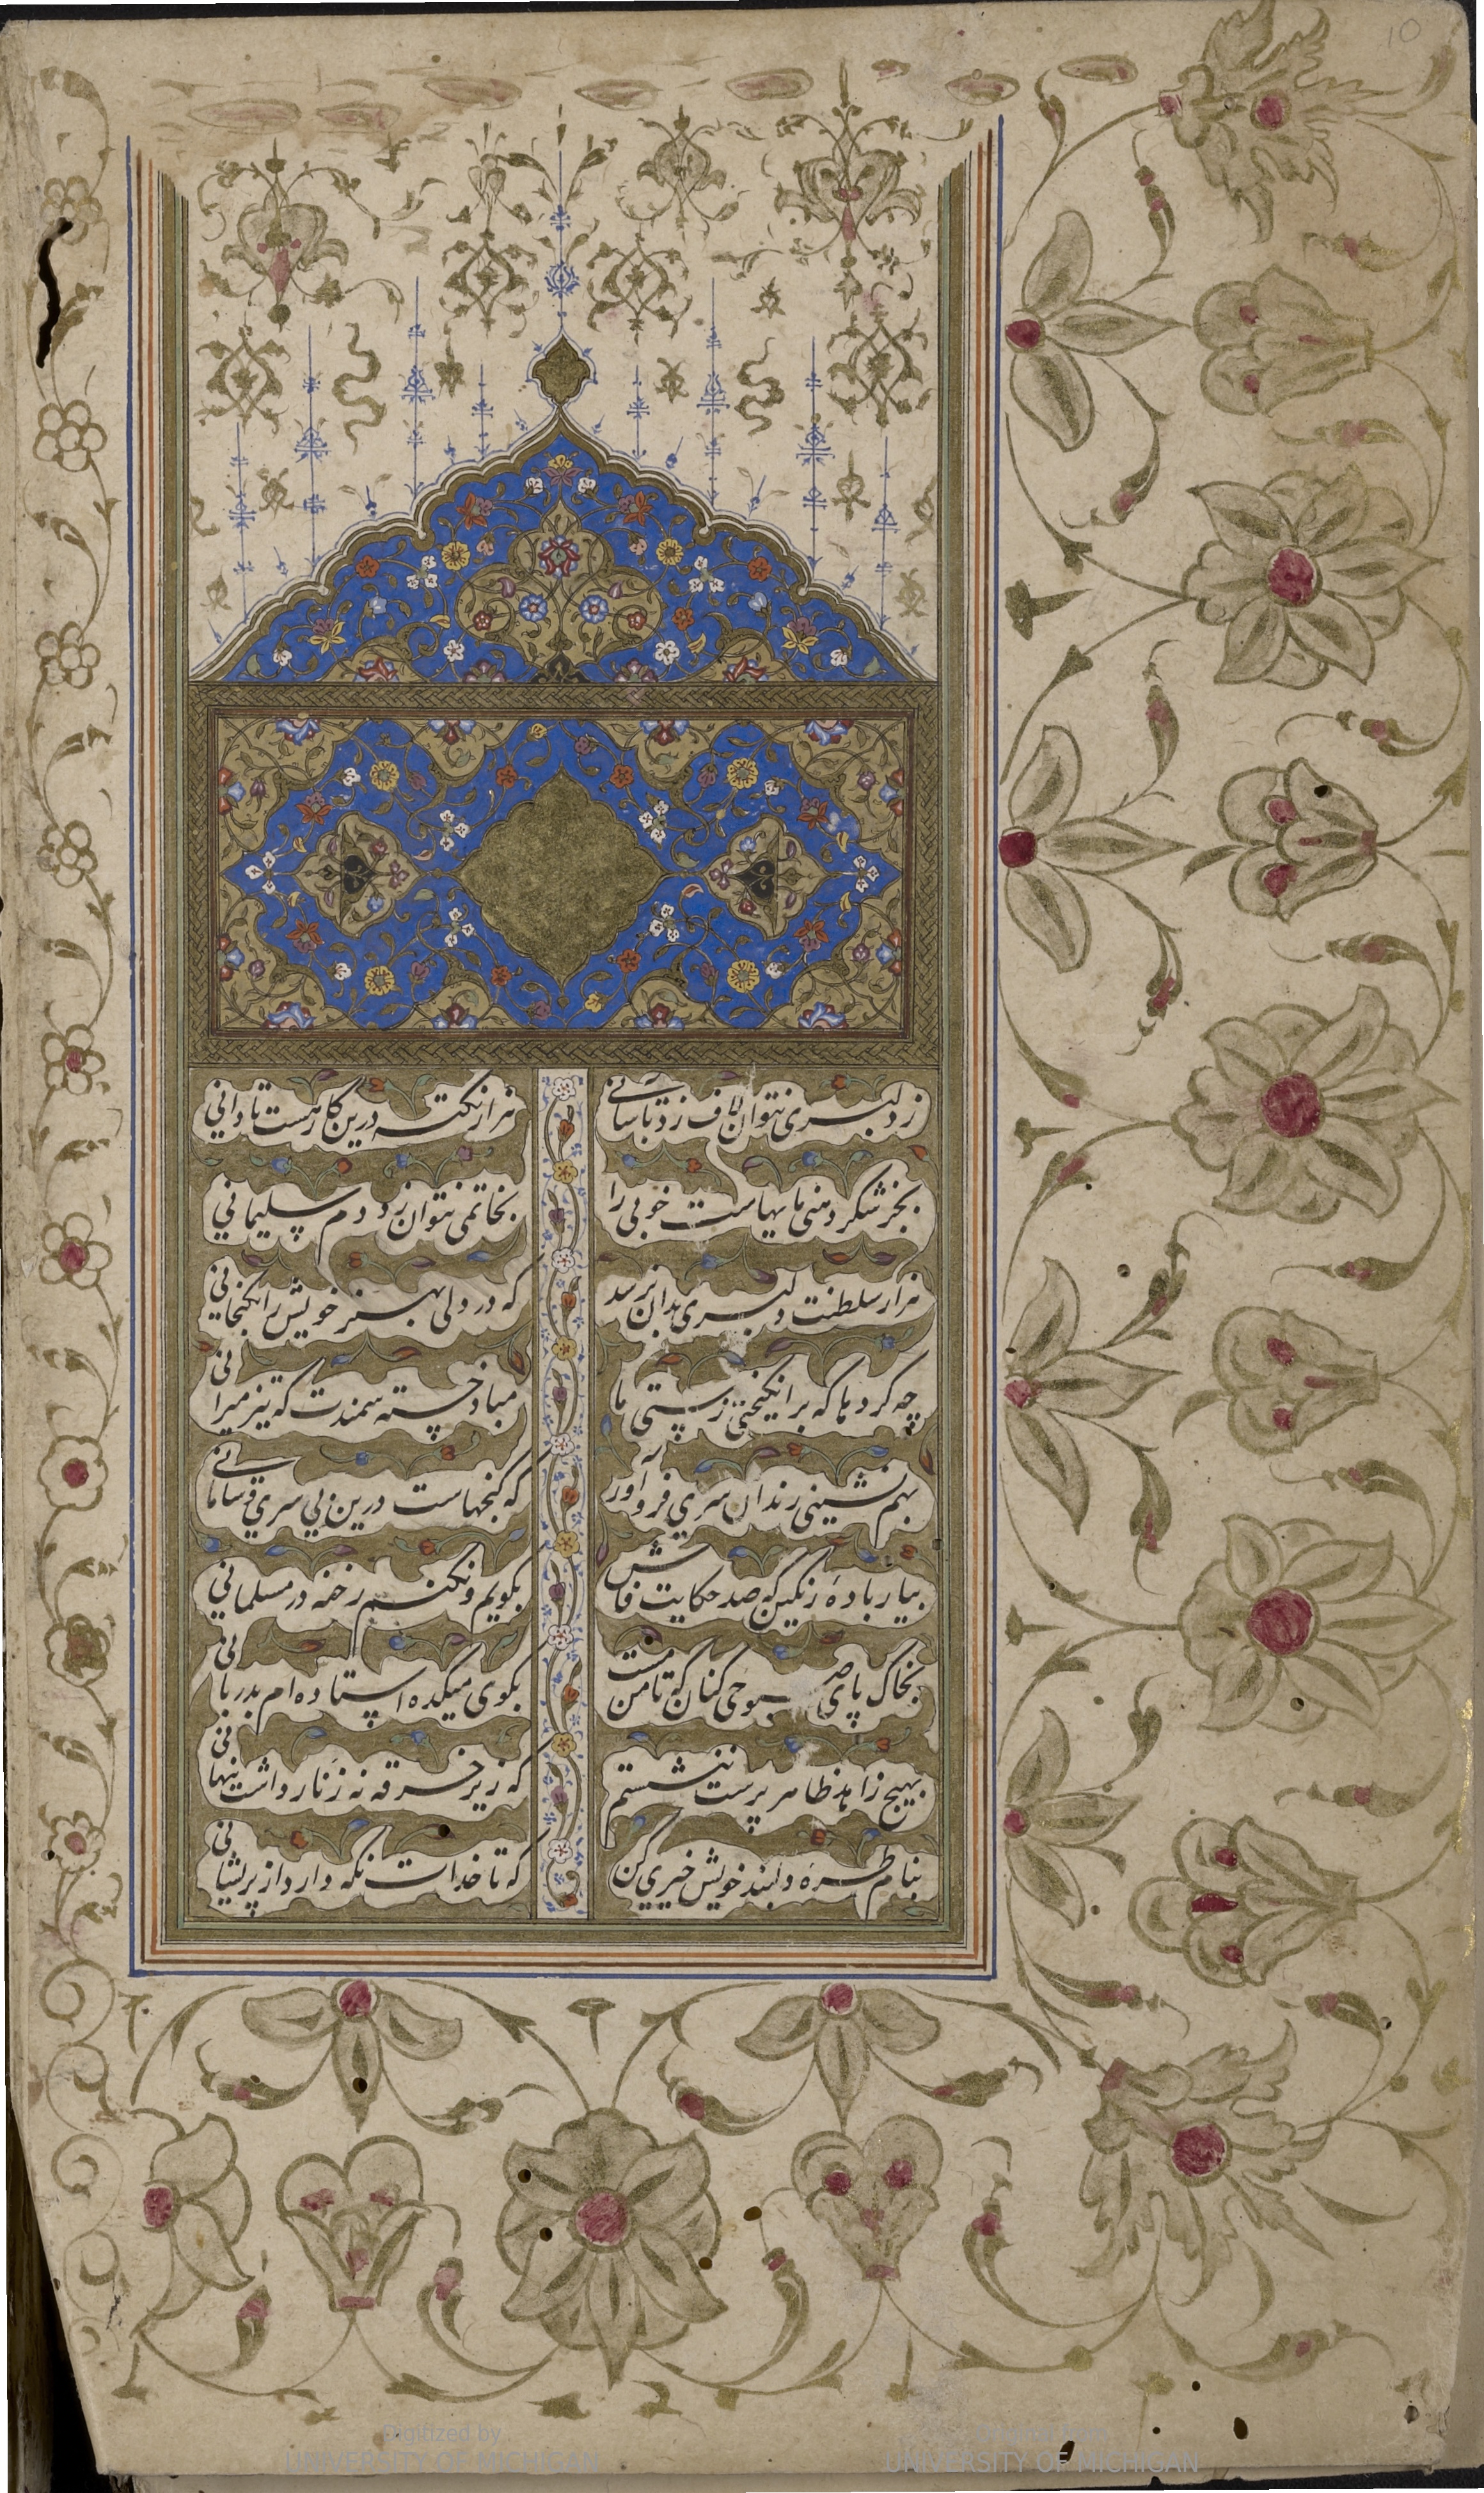 10
ز دلبری نتوان لاف زد بآسانی
هزار نکته درین کار هست تا دانی
بجز شکر دهنی مایهاست خوبی را
بخاتمی نتوان زد دم سلیمانی
هزار سلطنت دلبری بدان نرسد
که در دلی بهنر خویش را بگنجانی
چه گردها که برانگیختی ز هستی ما
مباد خسته سمندت که تیز میرانی
بهم نشینی رندان سری فرود آور
که گنجهاست درین بی سری و سامانی
بیار بادهٔ رنگین که صد حکایت فاش
بگویم و نکنم رخنه در مسلمانی
بخاک پای صبوحی کنان که تا من مست
بکوی میکده استاده ام بدربانی
بهیچ زاهد ظاهر پرست ننشستم
که زیر خرقه نه زنار داشت پنهانی
بنام طرهٔ دلبند خویش خیری کن
که تا خداات نگه دارد از پریشانی
Digitized by
UNIVERSITY OF MICHIGAN
Original from
UNIVERSITY OF MICHIGAN